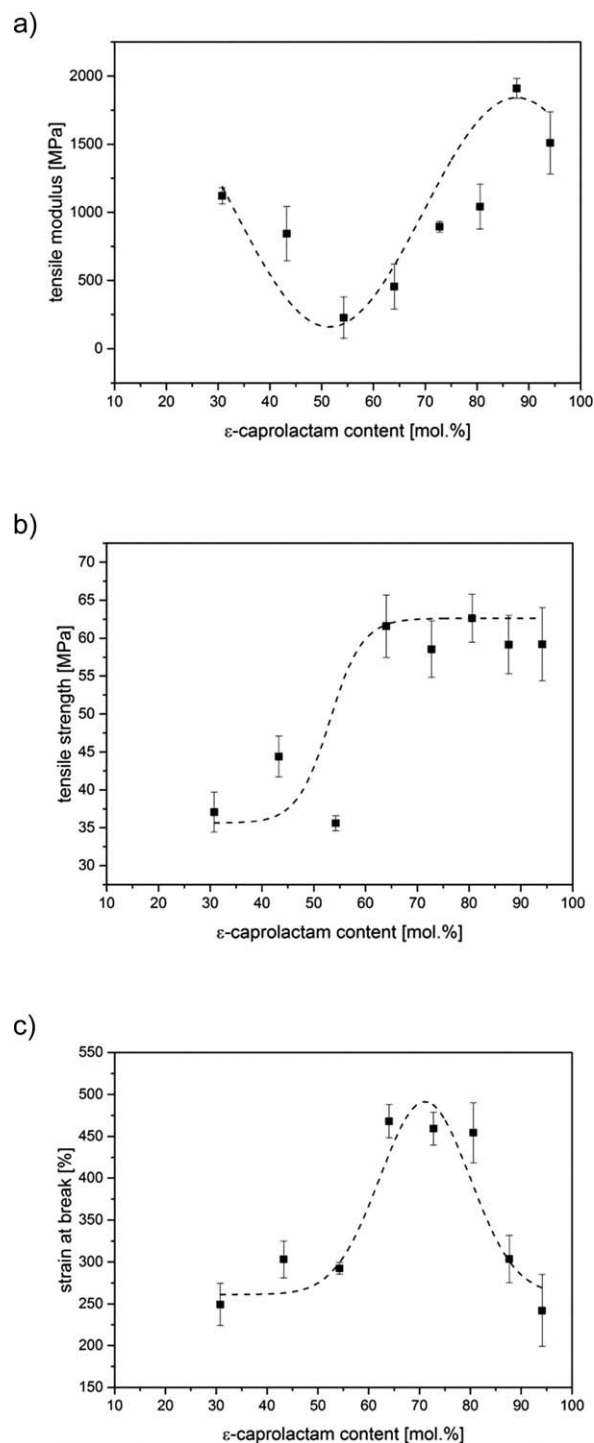 a)
tensile modulus [MPa]
2000
1500
1000
500
0
10 20 30 40 50 60 70 80 90 100
ε-caprolactam content [mol.%]
b)
tensile strength [MPa]
70
65
60
55
50
45
40
35
30
10 20 30 40 50 60 70 80 90 100
ε-caprolactam content [mol.%]
c)
strain at break [%]
550
500
450
400
350
300
250
200
150
10 20 30 40 50 60 70 80 90 100
ε-caprolactam content [mol.%]